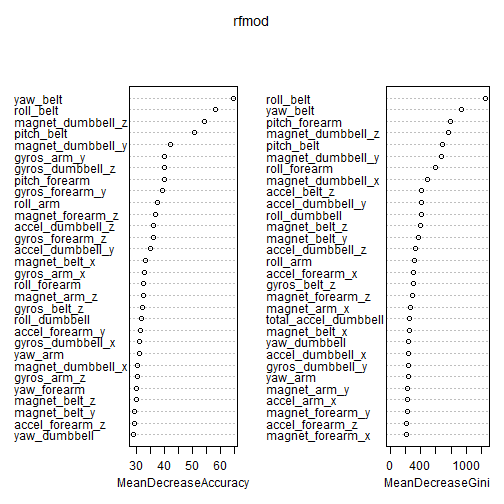 rfmod
yaw_belt
roll_belt
magnet_dumbbell_z
pitch_belt
magnet_dumbbell_y
gyros_arm_y
gyros_dumbbell_z
pitch_forearm
gyros_forearm_y
roll_arm
magnet_forearm_z
accel_dumbbell_z
gyros_forearm_z
accel_dumbbell_y
magnet_belt_x
gyros_arm_x
roll_forearm
magnet_arm_z
gyros_belt_z
roll_dumbbell
accel_forearm_y
gyros_dumbbell_x
yaw_arm
magnet_dumbbell_x
gyros_arm_z
yaw_forearm
magnet_belt_z
magnet_belt_y
accel_forearm_z
yaw_dumbbell
30 40 50 60
MeanDecreaseAccuracy
roll_belt
yaw_belt
pitch_forearm
magnet_dumbbell_z
pitch_belt
magnet_dumbbell_y
roll_forearm
magnet_dumbbell_x
accel_belt_z
accel_dumbbell_y
roll_dumbbell
magnet_belt_z
magnet_belt_y
accel_dumbbell_z
roll_arm
accel_forearm_x
gyros_belt_z
magnet_forearm_z
magnet_arm_x
total_accel_dumbbell
magnet_belt_x
yaw_dumbbell
accel_dumbbell_x
gyros_dumbbell_y
yaw_arm
magnet_arm_y
accel_arm_x
magnet_forearm_y
accel_forearm_z
magnet_forearm_x
0 400 1000
MeanDecreaseGini